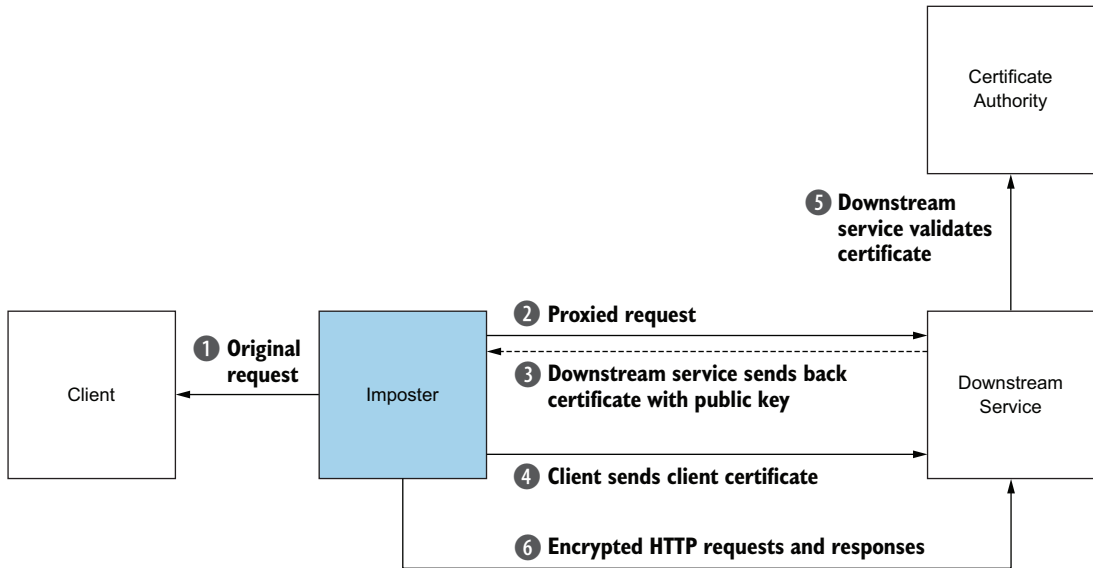 Certificate
Authority
5 Downstream
service validates
certificate
2 Proxied request
1 Original
request
3 Downstream service sends back
certificate with public key
Client
Imposter
Downstream
Service
4 Client sends client certificate
6 Encrypted HTTP requests and responses